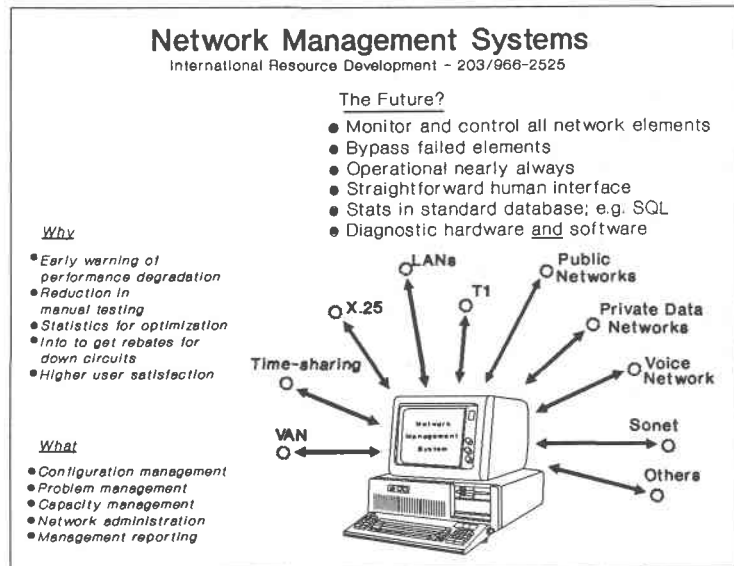 Network Management Systems
International Resource Development - 203/966-2525
The Future?
● Monitor and control all network elements
● Bypass failed elements
● Operational nearly always
● Straightforward human interface
● Stats in standard database; e.g. SQL
● Diagnostic hardware and software
Why
● Early warning of
performance degradation
● Reduction in
manual testing
● Statistics for optimization
● Info to get rebates for
down circuits
● Higher user satisfaction
What
● Configuration management
● Problem management
● Capacity management
● Network administration
● Management reporting
VAN
Time-sharing
X.25
LANs
T1
Public
Networks
Private Data
Networks
Voice
Network
Sonet
Others
Network
Management
System